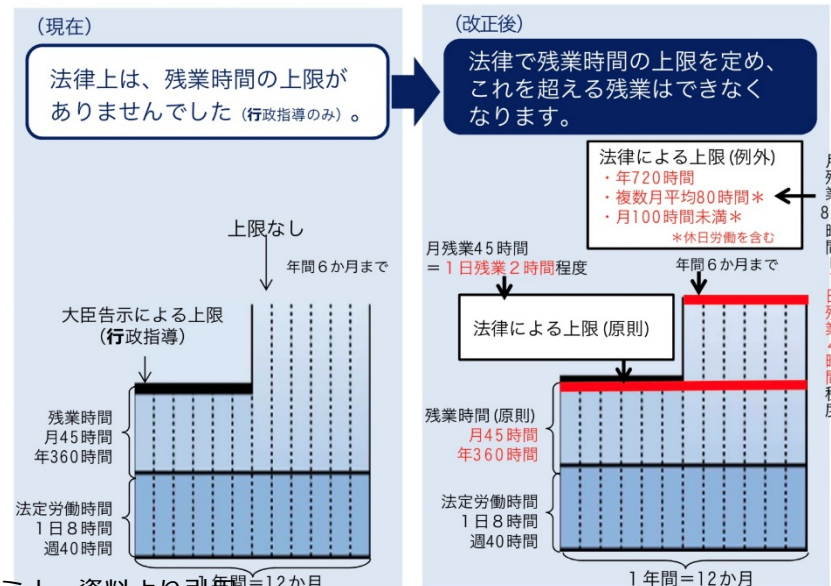 （現在）
法律上は、残業時間の上限が
ありませんでした（行政指導のみ）。
上限なし
年間６か月まで
大臣告示による上限
（行政指導）
残業時間
月45時間
年360時間
法定労働時間
１日８時間
週40時間
１年間＝12か月
（改正後）
法律で残業時間の上限を定め、
これを超える残業はできなく
なります。
法律による上限（例外）
・年720時間
・複数月平均80時間＊
・月100時間未満＊
＊休日労働を含む
月残業45時間
＝１日残業２時間程度
年間６か月まで
法律による上限（原則）
残業時間（原則）
月45時間
年360時間
法定労働時間
１日８時間
週40時間
１年間＝12か月
程度
資料より引用